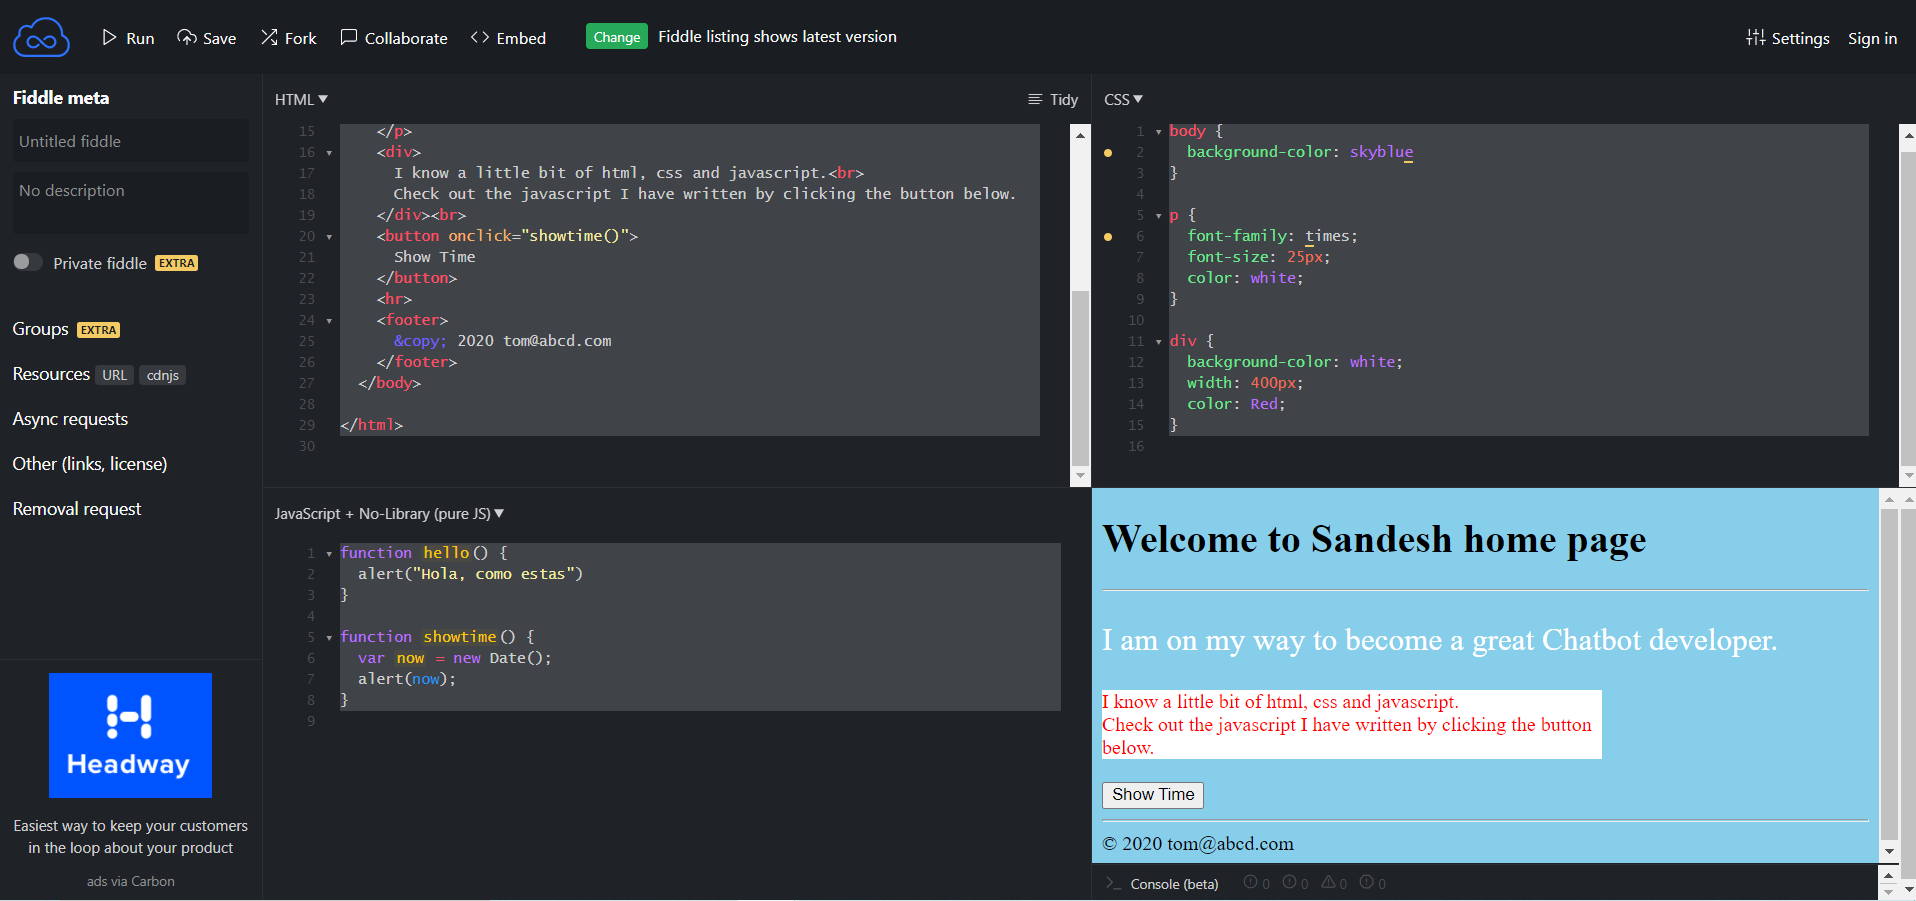 Run Save Fork Collaborate Embed Change Fiddle listing shows latest version Settings Sign in
Fiddle meta
Untitled fiddle
No description
Private fiddle EXTRA
Groups EXTRA
Resources URL cdnjs
Async requests
Other (links, license)
Removal request
Headway
Easiest way to keep your customers
in the loop about your product
ads via Carbon
HTML ▼ Tidy
15 </p>
16 <div>
17 I know a little bit of html, css and javascript.<br>
18 Check out the javascript I have written by clicking the button below.
19 </div><br>
20 <button onclick="showtime()">
21 Show Time
22 </button>
23 <hr>
24 <footer>
25 &copy; 2020 tom@abcd.com
26 </footer>
27 </body>
28
29 </html>
30
CSS ▼
1 body {
2 background-color: skyblue
3 }
4
5 p {
6 font-family: times;
7 font-size: 25px;
8 color: white;
9 }
10
11 div {
12 background-color: white;
13 width: 400px;
14 color: Red;
15 }
16
JavaScript + No-Library (pure JS) ▼
1 function hello() {
2 alert("Hola, como estas")
3 }
4
5 function showtime() {
6 var now = new Date();
7 alert(now);
8 }
9
Welcome to Sandesh home page
I am on my way to become a great Chatbot developer.
I know a little bit of html, css and javascript.
Check out the javascript I have written by clicking the button
below.
Show Time
© 2020 tom@abcd.com
>_ Console (beta) 0 0 0 0